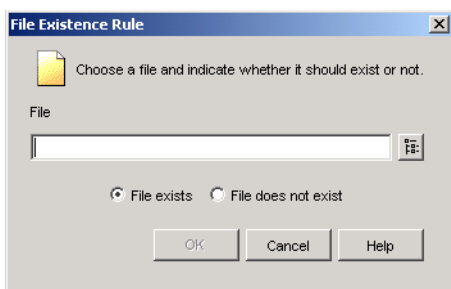 File Existence Rule
Choose a file and indicate whether it should exist or not.
File
File exists File does not exist
OK Cancel Help